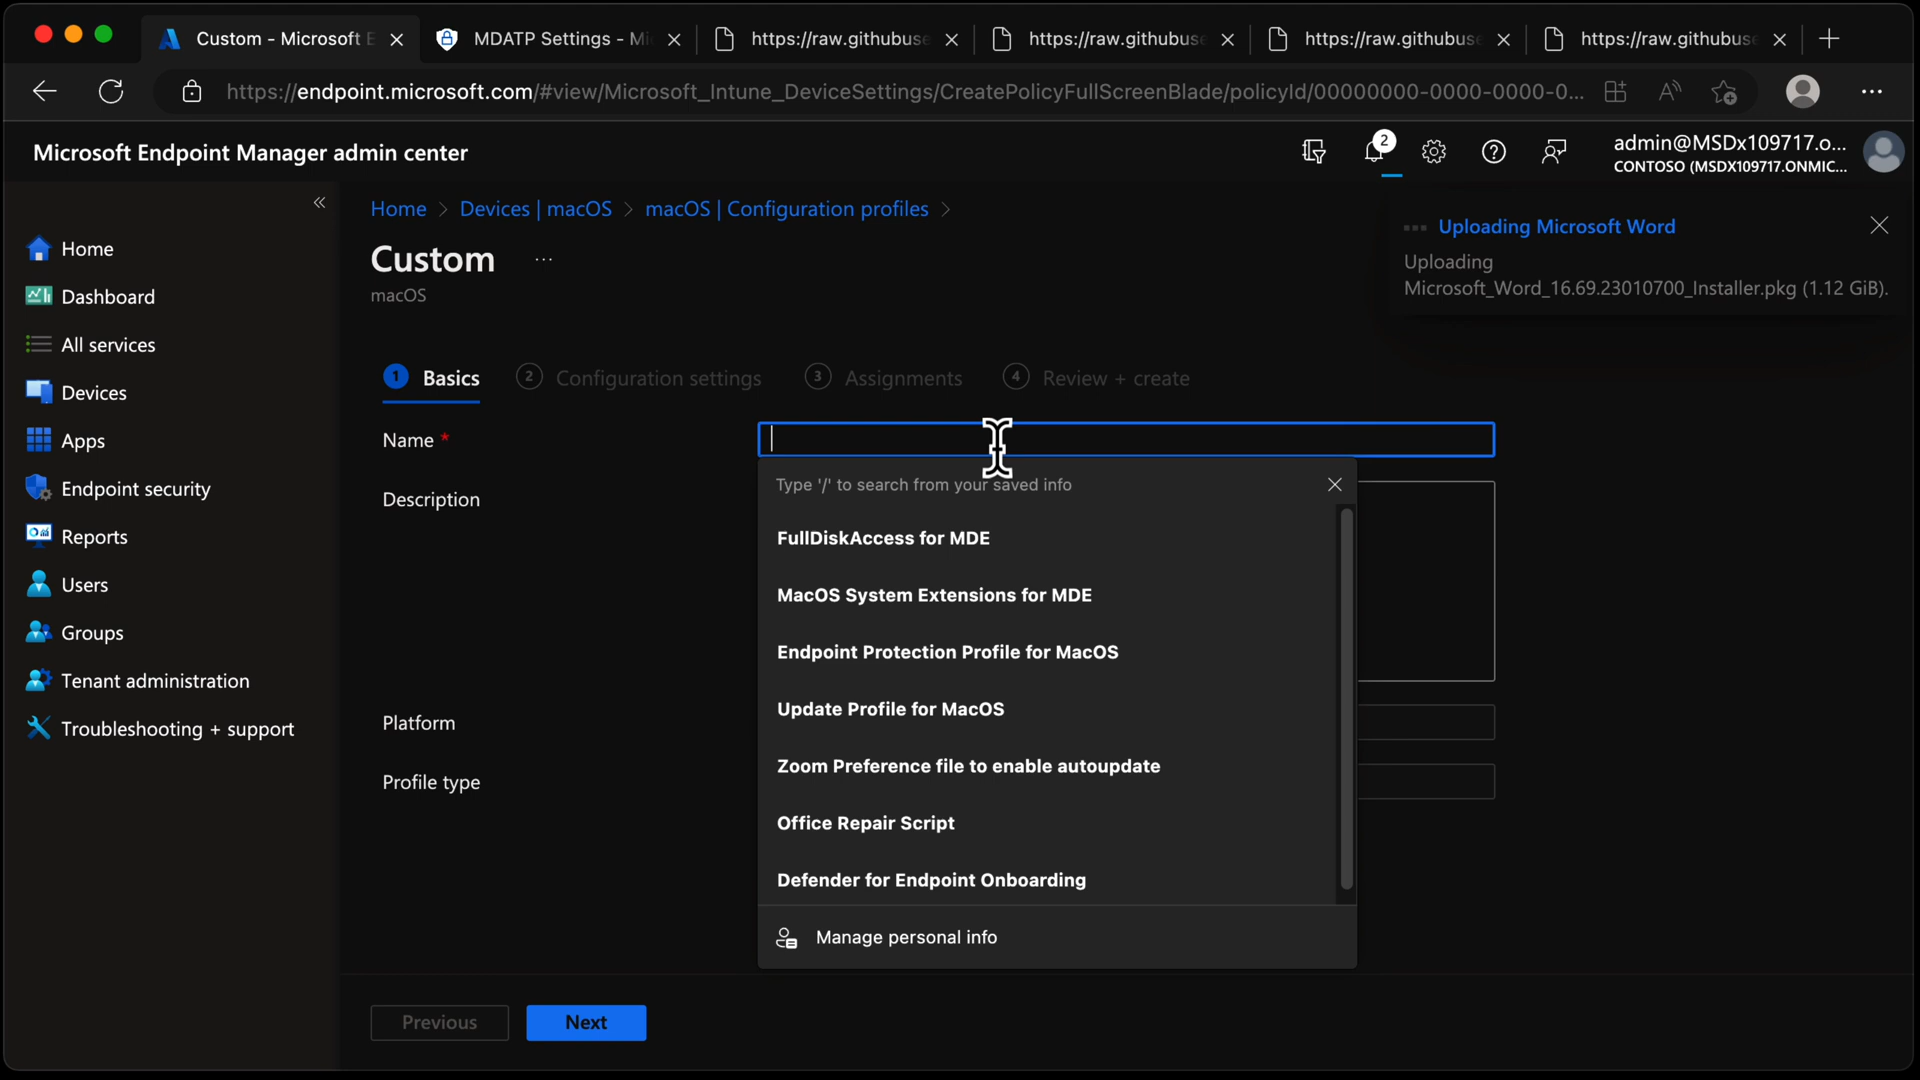 Custom - Microsoft E
MDATP Settings - Mi
https://raw.githubuse
https://raw.githubuse
https://raw.githubuse
https://raw.githubuse
https://endpoint.microsoft.com/#view/Microsoft_Intune_DeviceSettings/CreatePolicyFullScreenBlade/policyId/00000000-0000-0000-0...
Microsoft Endpoint Manager admin center
2
admin@MSDx109717.o...
CONTOSO (MSDX109717.ONMIC...
«
Home
Dashboard
All services
Devices
Apps
Endpoint security
Reports
Users
Groups
Tenant administration
Troubleshooting + support
Home > Devices | macOS > macOS | Configuration profiles >
Custom ...
macOS
Uploading Microsoft Word
Uploading
Microsoft_Word_16.69.23010700_Installer.pkg (1.12 GiB).
1 Basics
2 Configuration settings
3 Assignments
4 Review + create
Name *
Description
Platform
Profile type
Type '/' to search from your saved info
FullDiskAccess for MDE
MacOS System Extensions for MDE
Endpoint Protection Profile for MacOS
Update Profile for MacOS
Zoom Preference file to enable autoupdate
Office Repair Script
Defender for Endpoint Onboarding
Manage personal info
Previous
Next